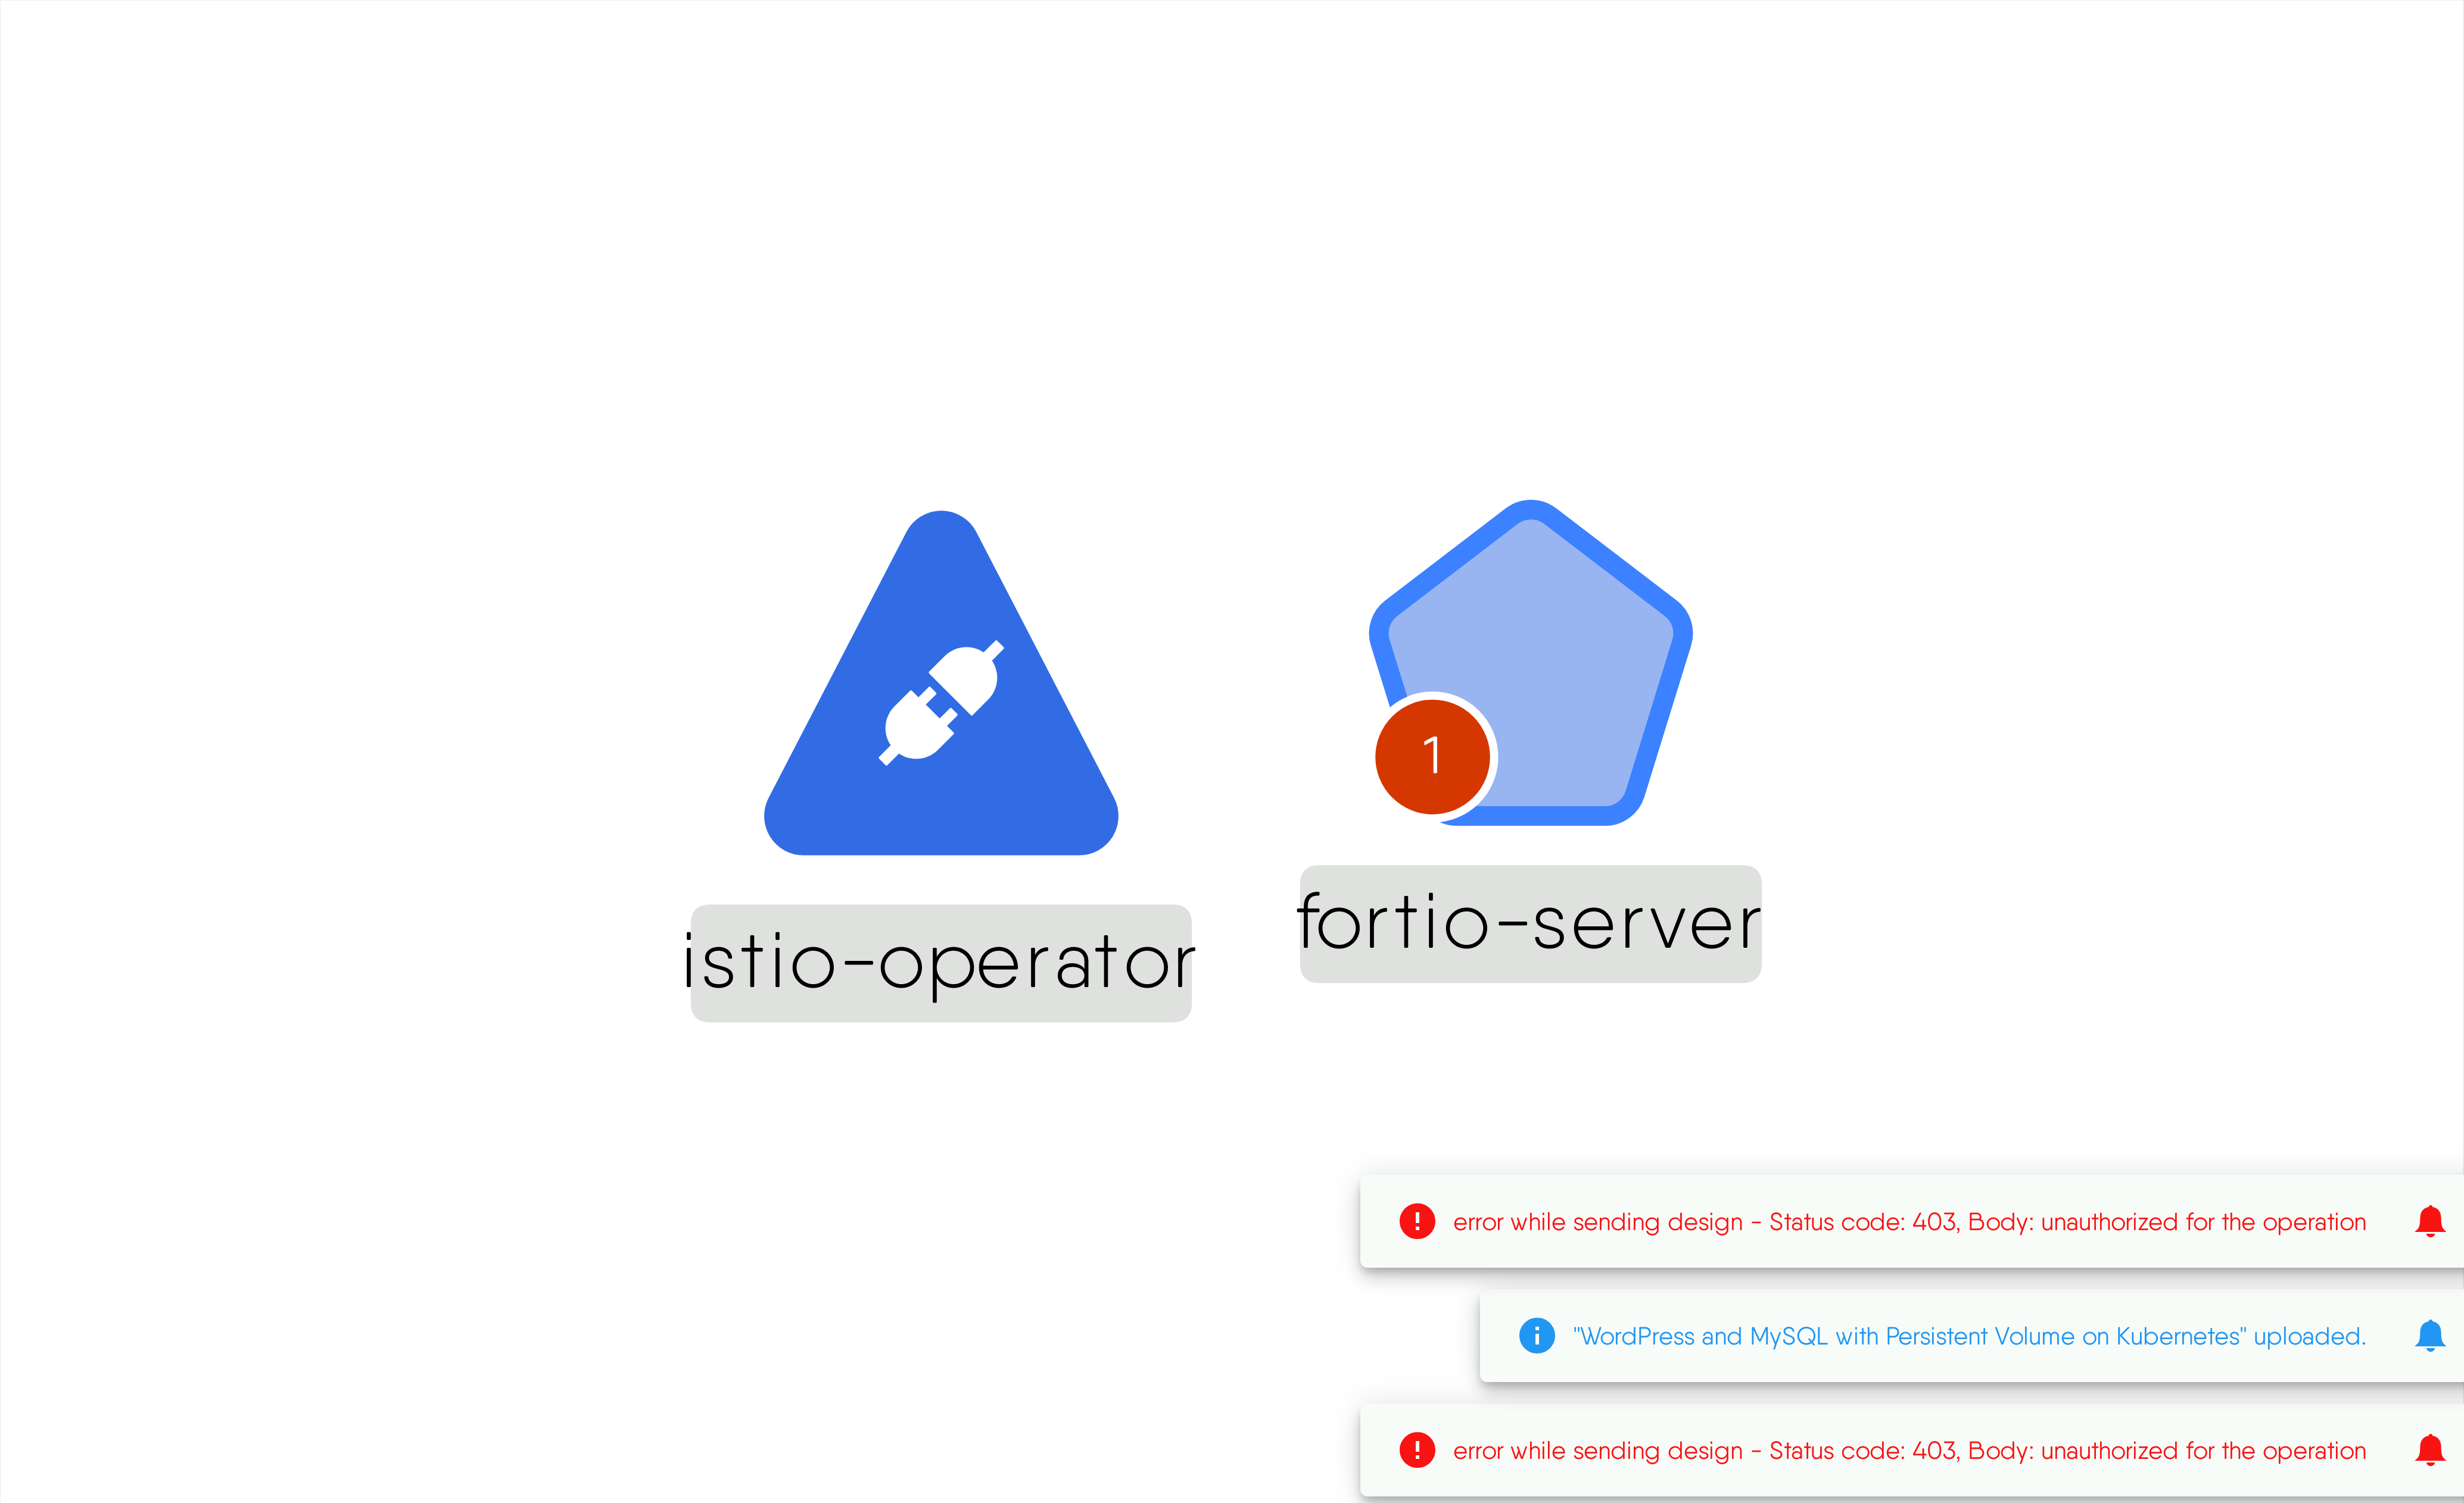 1
fortio-server
istio-operator
error while sending design - Status code: 403, Body: unauthorized for the operation
"WordPress and MySQL with Persistent Volume on Kubernetes" uploaded.
error while sending design - Status code: 403, Body: unauthorized for the operation